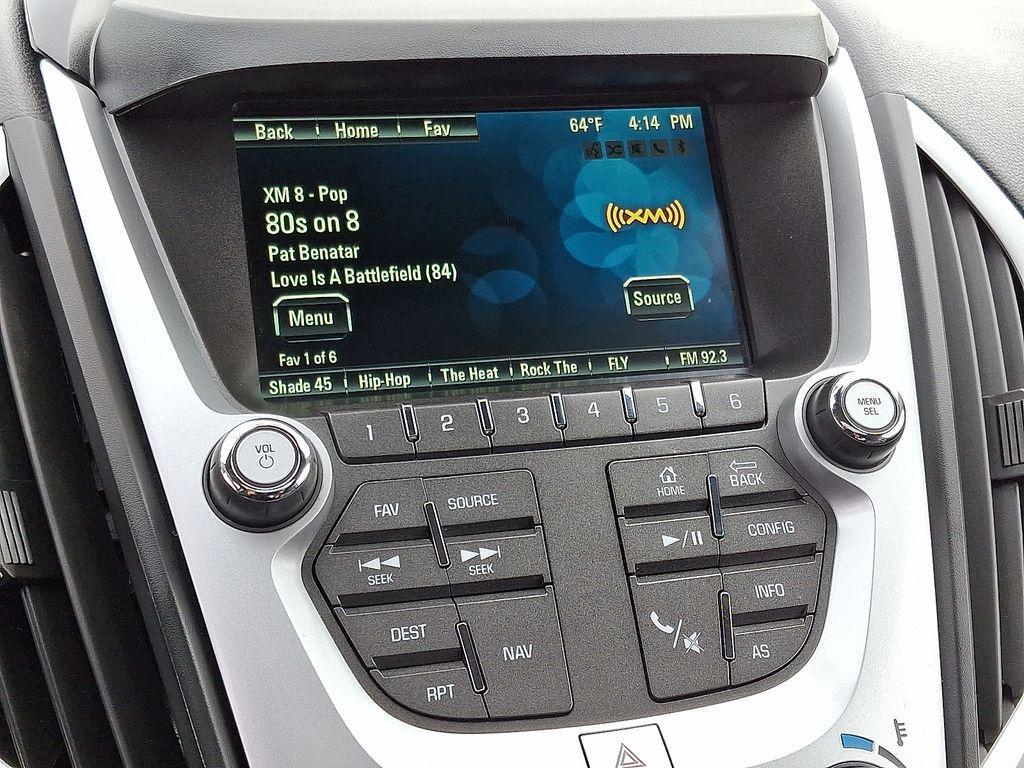 Back Home Fav 64°F 4:14 PM
XM 8 - Pop
80s on 8
Pat Benatar
Love Is A Battlefield (84)
((XM))
Menu
Source
Fav 1 of 6
Shade 45 Hip-Hop The Heat Rock The FLY FM 92.3
1 2 3 4 5 6
VOL
MENU
SEL
FAV SOURCE
HOME BACK
SEEK SEEK
CONFIG
DEST NAV
INFO
RPT
AS